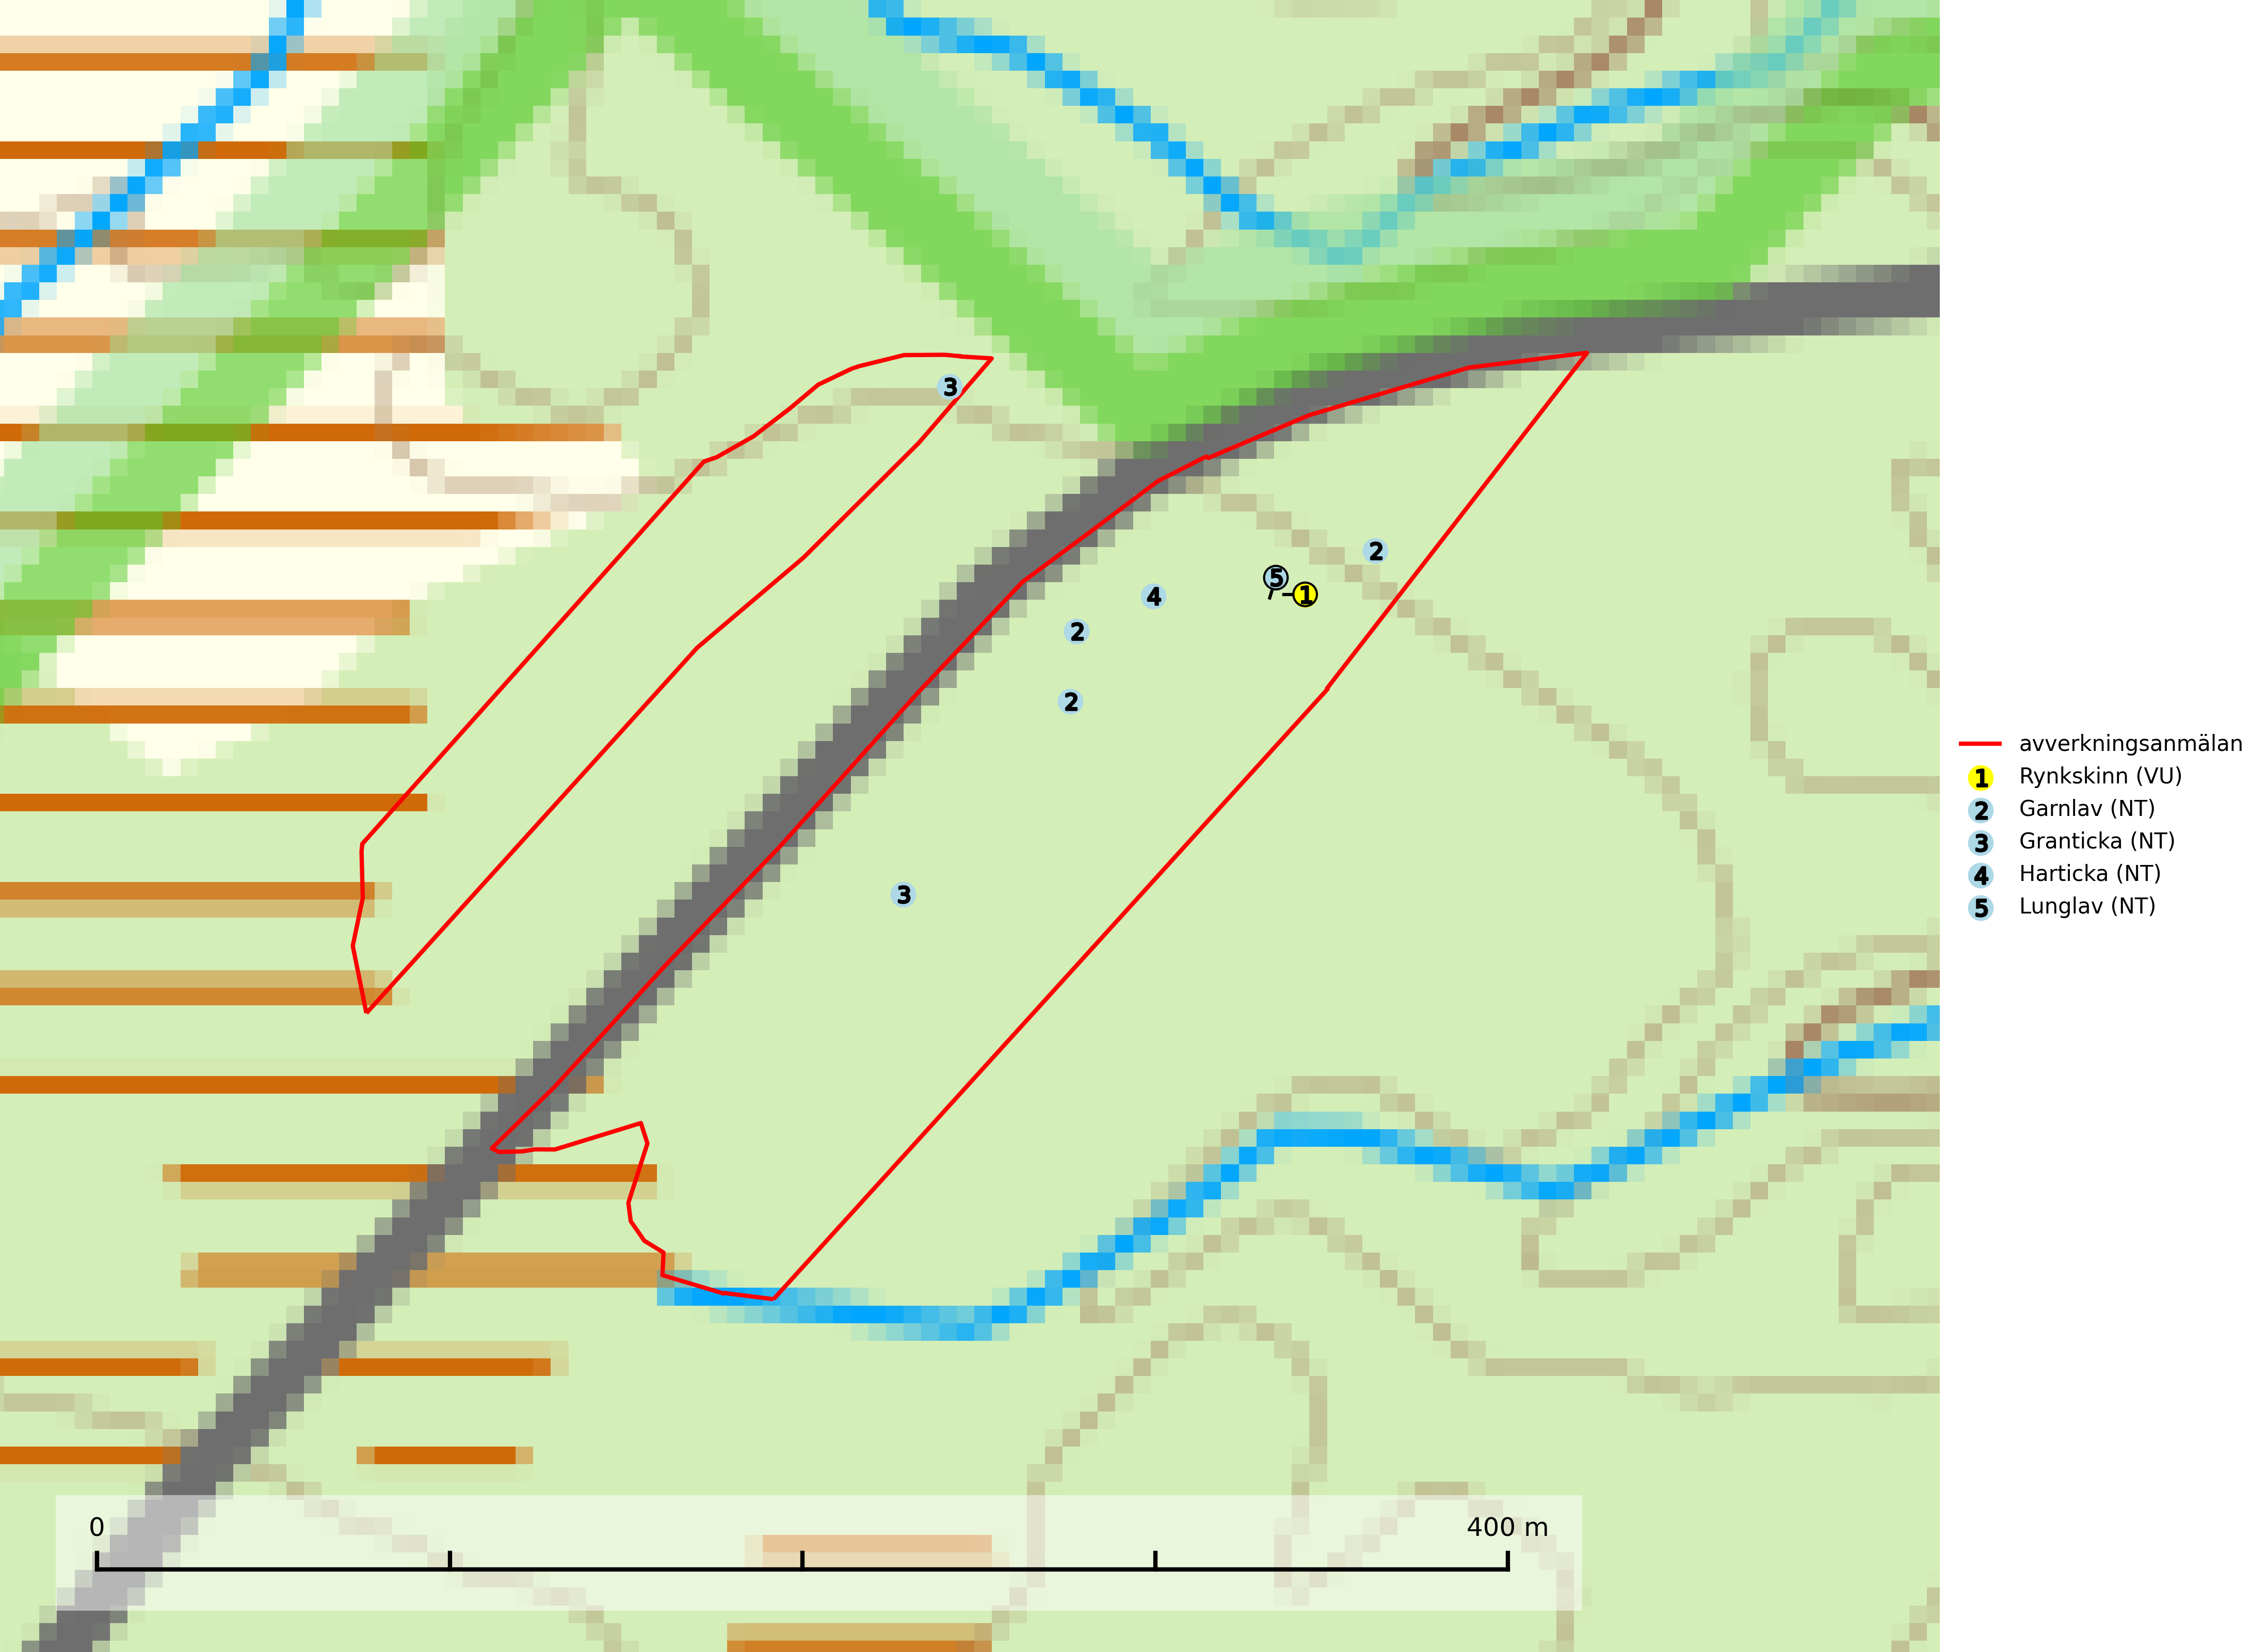 3
2
5
1
4
2
2
3
avverkningsanmälan
1 Rynkskinn (VU)
2 Garnlav (NT)
3 Granticka (NT)
4 Harticka (NT)
5 Lunglav (NT)
0 400 m